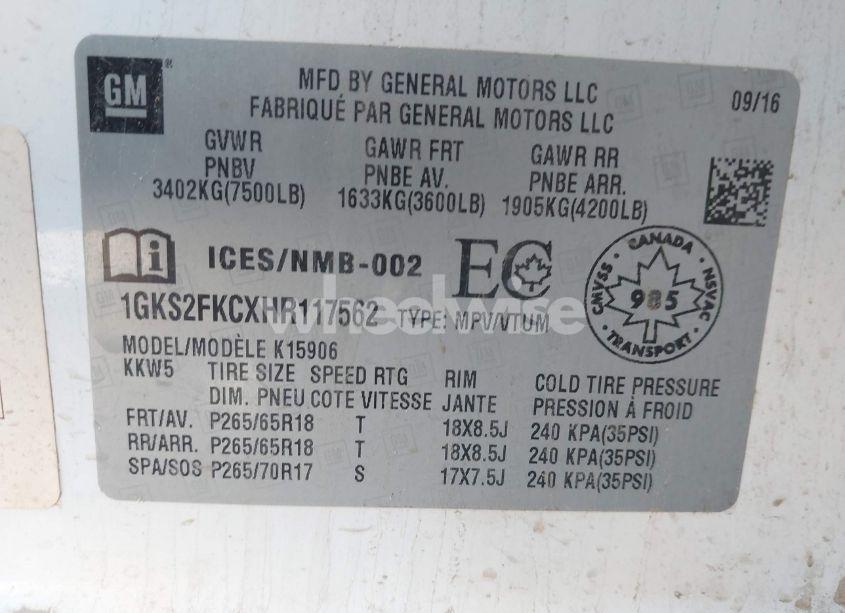 GM®
MFD BY GENERAL MOTORS LLC
FABRIQUÉ PAR GENERAL MOTORS LLC
09/16
GVWR GAWR FRT GAWR RR
PNBV PNBE AV. PNBE ARR.
3402KG(7500LB) 1633KG(3600LB) 1905KG(4200LB)
i ICES/NMB-002 EC
CANADA
CMVSS 985 NSVAC
TRANSPORT
1GKS2FKCXHR117562 TYPE: MPV/VTUM
wheelwise
MODEL/MODÈLE K15906
KKW5 TIRE SIZE SPEED RTG RIM COLD TIRE PRESSURE
DIM. PNEU.COTE VITESSE JANTE PRESSION À FROID
FRT/AV. P265/65R18 T 18X8.5J 240 KPA(35PSI)
RR/ARR. P265/65R18 T 18X8.5J 240 KPA(35PSI)
SPA/SOS P265/70R17 S 17X7.5J 240 KPA(35PSI)